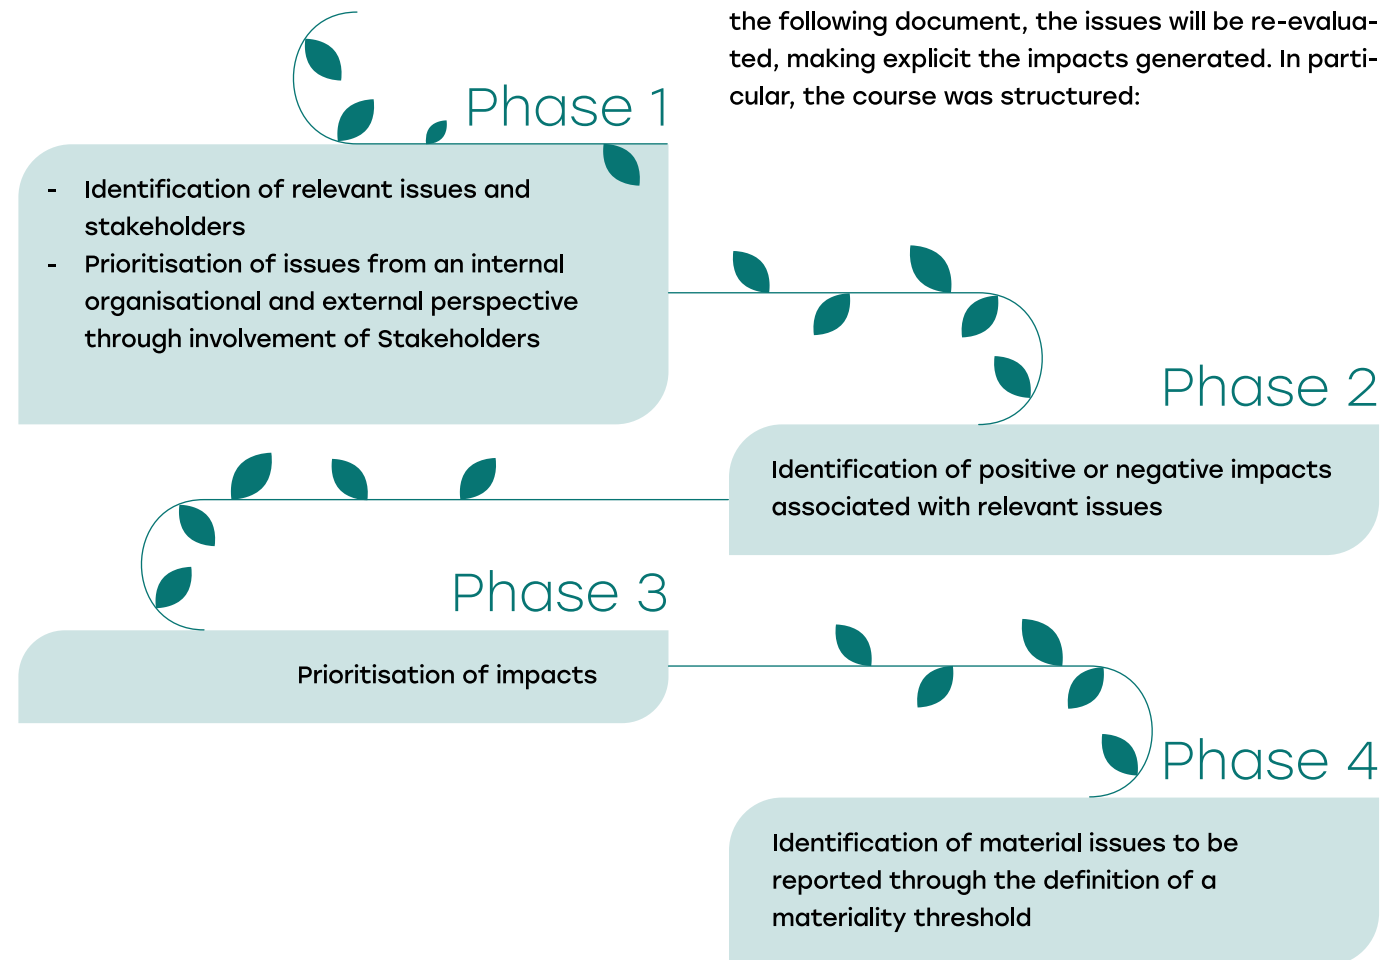 the following document, the issues will be re-evalua-
ted, making explicit the impacts generated. In parti-
cular, the course was structured:
Phase 1
- Identification of relevant issues and
stakeholders
- Prioritisation of issues from an internal
organisational and external perspective
through involvement of Stakeholders
Phase 2
Identification of positive or negative impacts
associated with relevant issues
Phase 3
Prioritisation of impacts
Phase 4
Identification of material issues to be
reported through the definition of a
materiality threshold